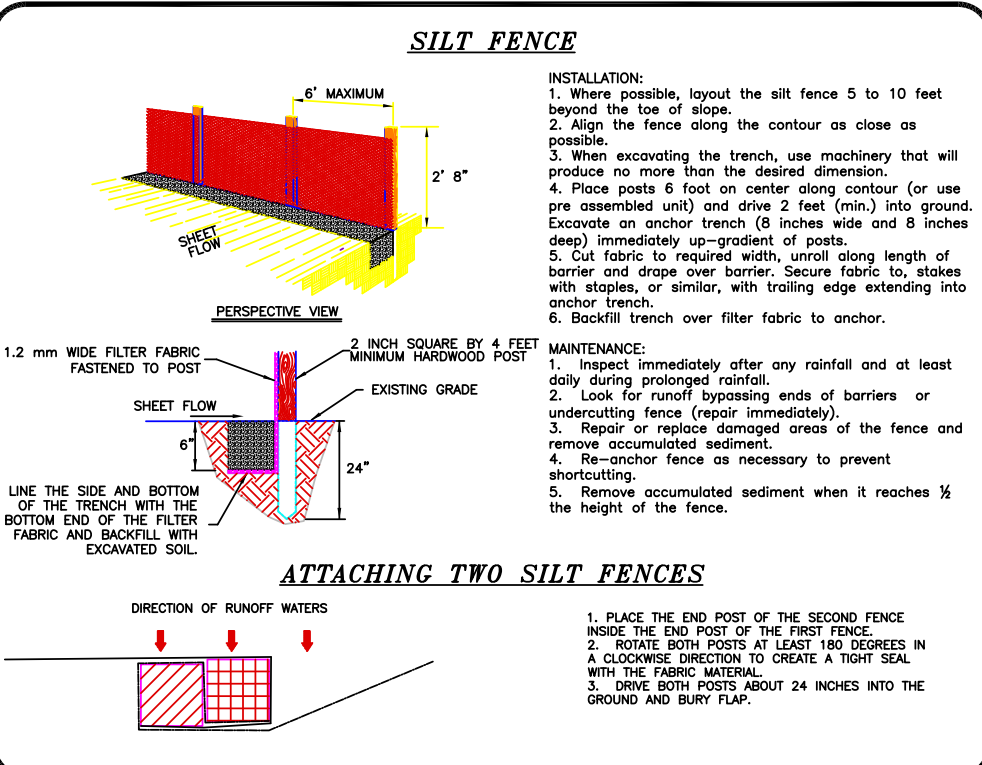 SILT FENCE
6' MAXIMUM
2' 8"
SHEET
FLOW
PERSPECTIVE VIEW
INSTALLATION:
1. Where possible, layout the silt fence 5 to 10 feet
beyond the toe of slope.
2. Align the fence along the contour as close as
possible.
3. When excavating the trench, use machinery that will
produce no more than the desired dimension.
4. Place posts 6 foot on center along contour (or use
pre assembled unit) and drive 2 feet (min.) into ground.
Excavate an anchor trench (8 inches wide and 8 inches
deep) immediately up-gradient of posts.
5. Cut fabric to required width, unroll along length of
barrier and drape over barrier. Secure fabric to, stakes
with staples, or similar, with trailing edge extending into
anchor trench.
6. Backfill trench over filter fabric to anchor.
MAINTENANCE:
1. Inspect immediately after any rainfall and at least
daily during prolonged rainfall.
2. Look for runoff bypassing ends of barriers or
undercutting fence (repair immediately).
3. Repair or replace damaged areas of the fence and
remove accumulated sediment.
4. Re-anchor fence as necessary to prevent
shortcutting.
5. Remove accumulated sediment when it reaches ½
the height of the fence.
1.2 mm WIDE FILTER FABRIC
FASTENED TO POST
2 INCH SQUARE BY 4 FEET
MINIMUM HARDWOOD POST
EXISTING GRADE
SHEET FLOW
6"
24"
LINE THE SIDE AND BOTTOM
OF THE TRENCH WITH THE
BOTTOM END OF THE FILTER
FABRIC AND BACKFILL WITH
EXCAVATED SOIL.
ATTACHING TWO SILT FENCES
DIRECTION OF RUNOFF WATERS
1. PLACE THE END POST OF THE SECOND FENCE
INSIDE THE END POST OF THE FIRST FENCE.
2. ROTATE BOTH POSTS AT LEAST 180 DEGREES IN
A CLOCKWISE DIRECTION TO CREATE A TIGHT SEAL
WITH THE FABRIC MATERIAL.
3. DRIVE BOTH POSTS ABOUT 24 INCHES INTO THE
GROUND AND BURY FLAP.